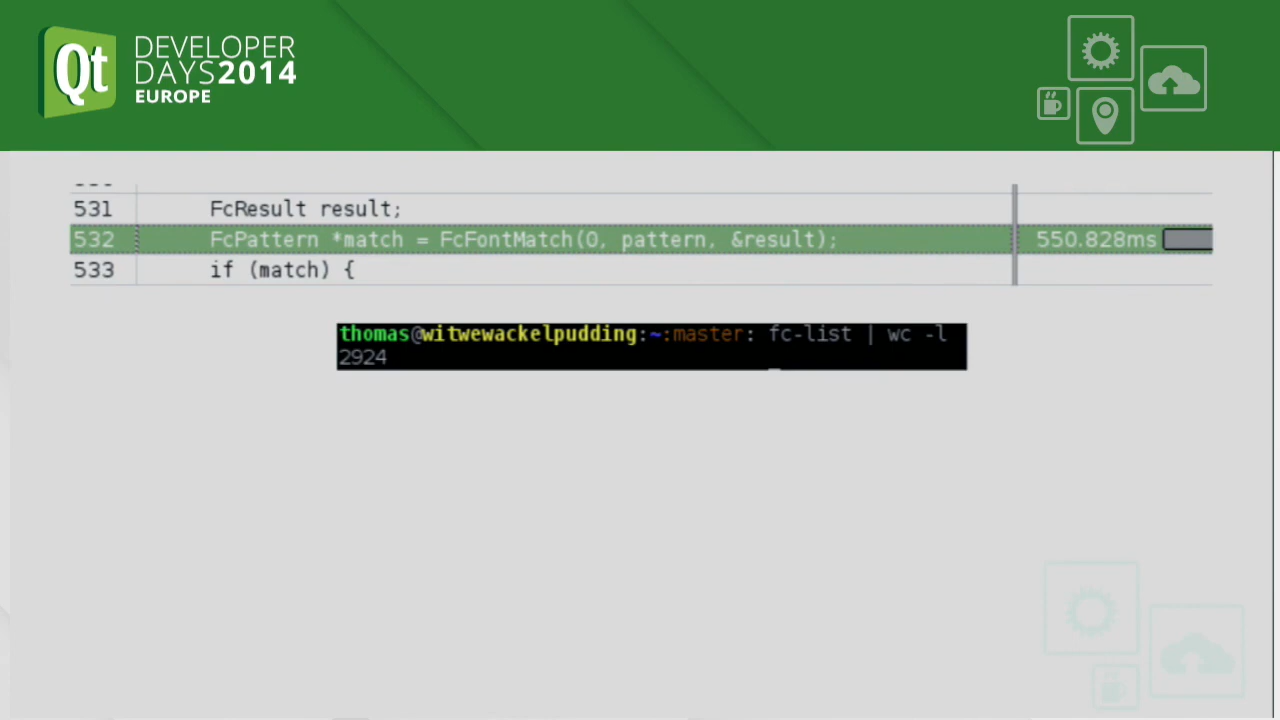 Qt
DEVELOPER
DAYS2014
EUROPE
531 FcResult result;
532 FcPattern *match = FcFontMatch(0, pattern, &result); 550.828ms
533 if (match) {
thomas@witwewackelpudding:~:master: fc-list | wc -l
2924